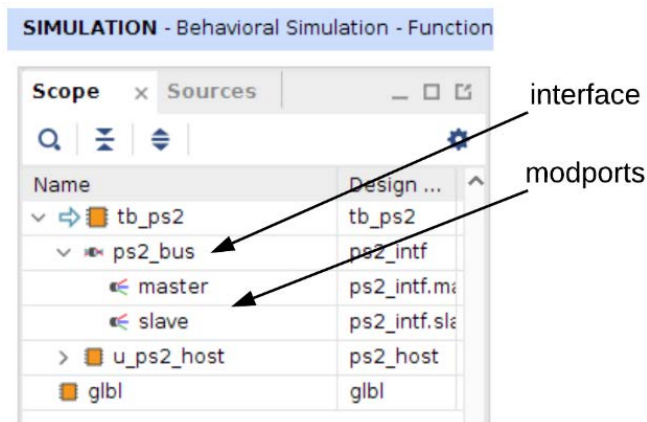 SIMULATION - Behavioral Simulation - Function
Scope x Sources
interface
modports
Name Design ...
tb_ps2 tb_ps2
ps2_bus ps2_intf
master ps2_intf.ma
slave ps2_intf.sla
u_ps2_host ps2_host
glbl glbl